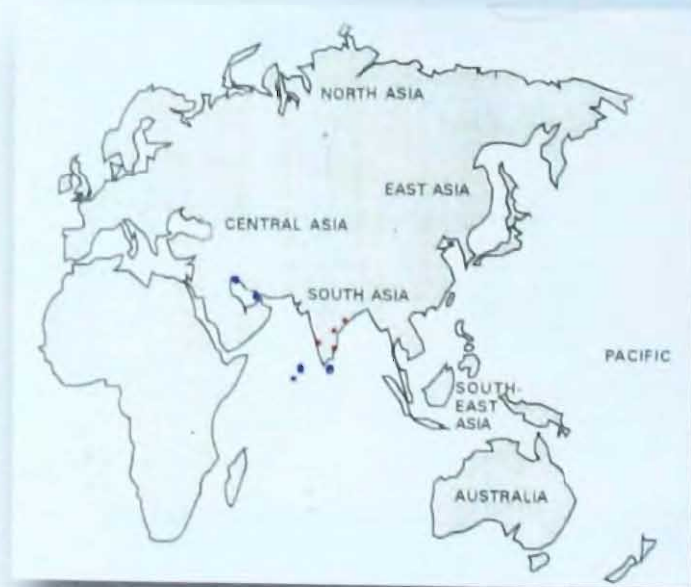 NORTH ASIA
EAST ASIA
CENTRAL ASIA
SOUTH ASIA
PACIFIC
SOUTH-
EAST
ASIA
AUSTRALIA